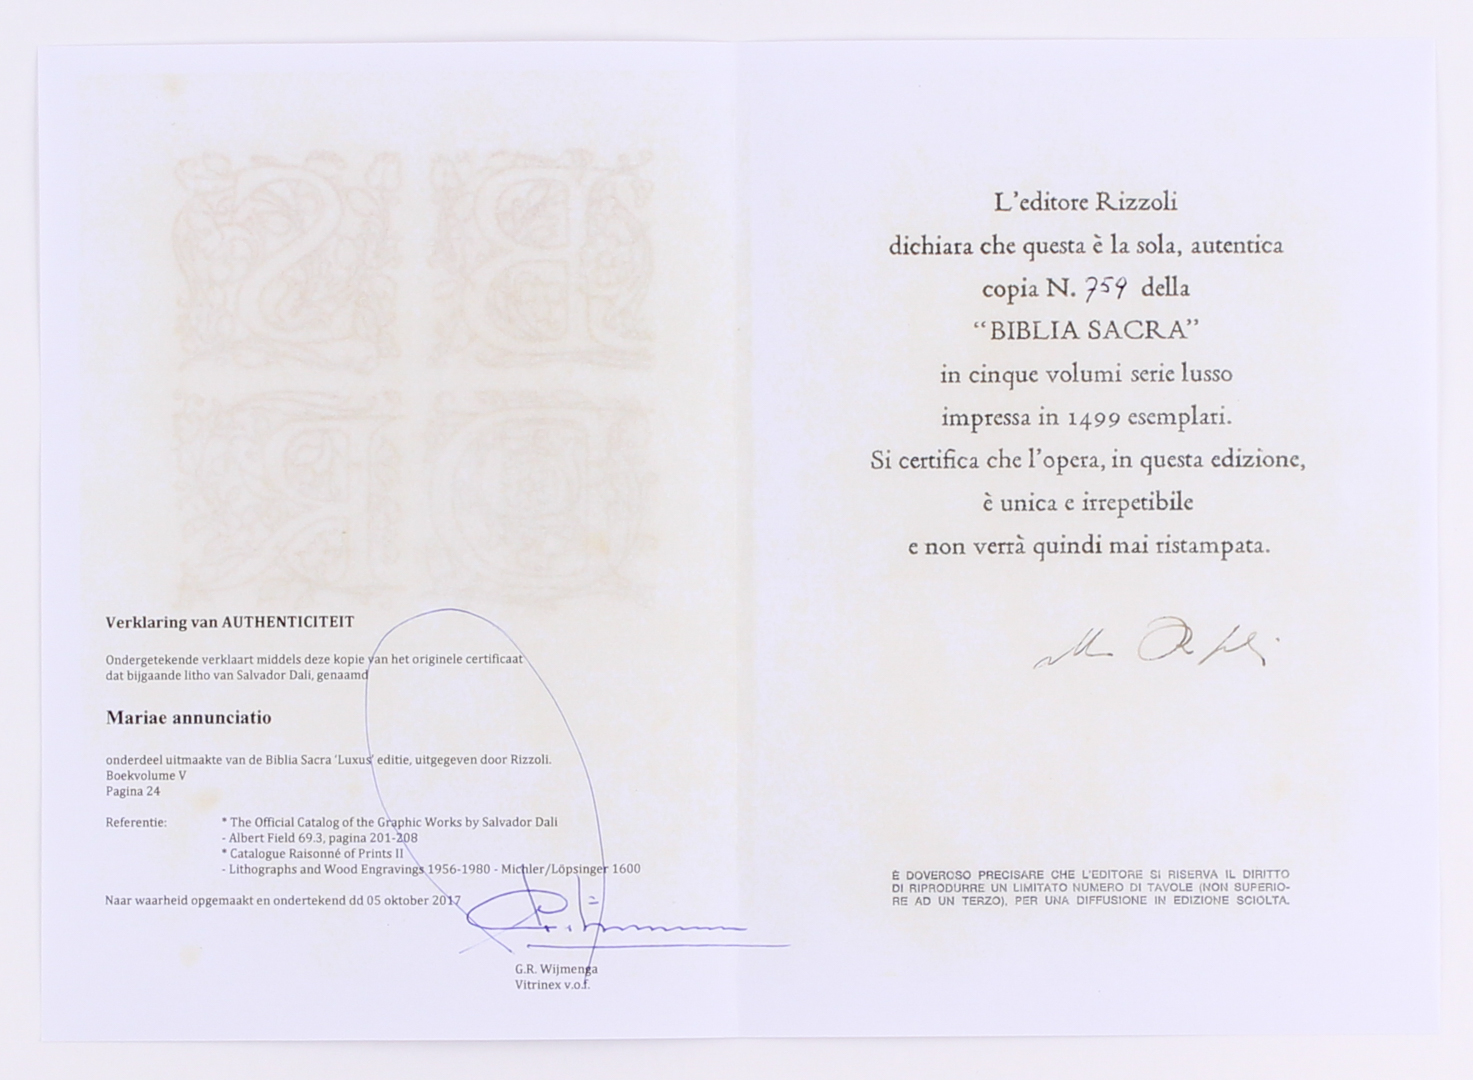 Verklaring van AUTHENTICITEIT
Ondergetekende verklaart middels deze kopie van het originele certificaat
dat bijgaande litho van Salvador Dali, genaamd
Mariae annunciatio
onderdeel uitmaakte van de Biblia Sacra 'Luxus' editie, uitgegeven door Rizzoli.
Boekvolume V
Pagina 24
Referentie: * The Official Catalog of the Graphic Works by Salvador Dali
- Albert Field 69.3, pagina 201-208
* Catalogue Raisonné of Prints II
- Lithographs and Wood Engravings 1956-1980 - Michler/Löpsinger 1600
Naar waarheid opgemaakt en ondertekend dd 05 oktober 2017
G.R. Wijmenga
Vitrinex v.o.f.
L'editore Rizzoli
dichiara che questa è la sola, autentica
copia N. 759 della
“BIBLIA SACRA”
in cinque volumi serie lusso
impressa in 1499 esemplari.
Si certifica che l'opera, in questa edizione,
è unica e irrepetibile
e non verrà quindi mai ristampata.
È DOVEROSO PRECISARE CHE L'EDITORE SI RISERVA IL DIRITTO
DI RIPRODURRE UN LIMITATO NUMERO DI TAVOLE (NON SUPERIO-
RE AD UN TERZO), PER UNA DIFFUSIONE IN EDIZIONE SCIOLTA.